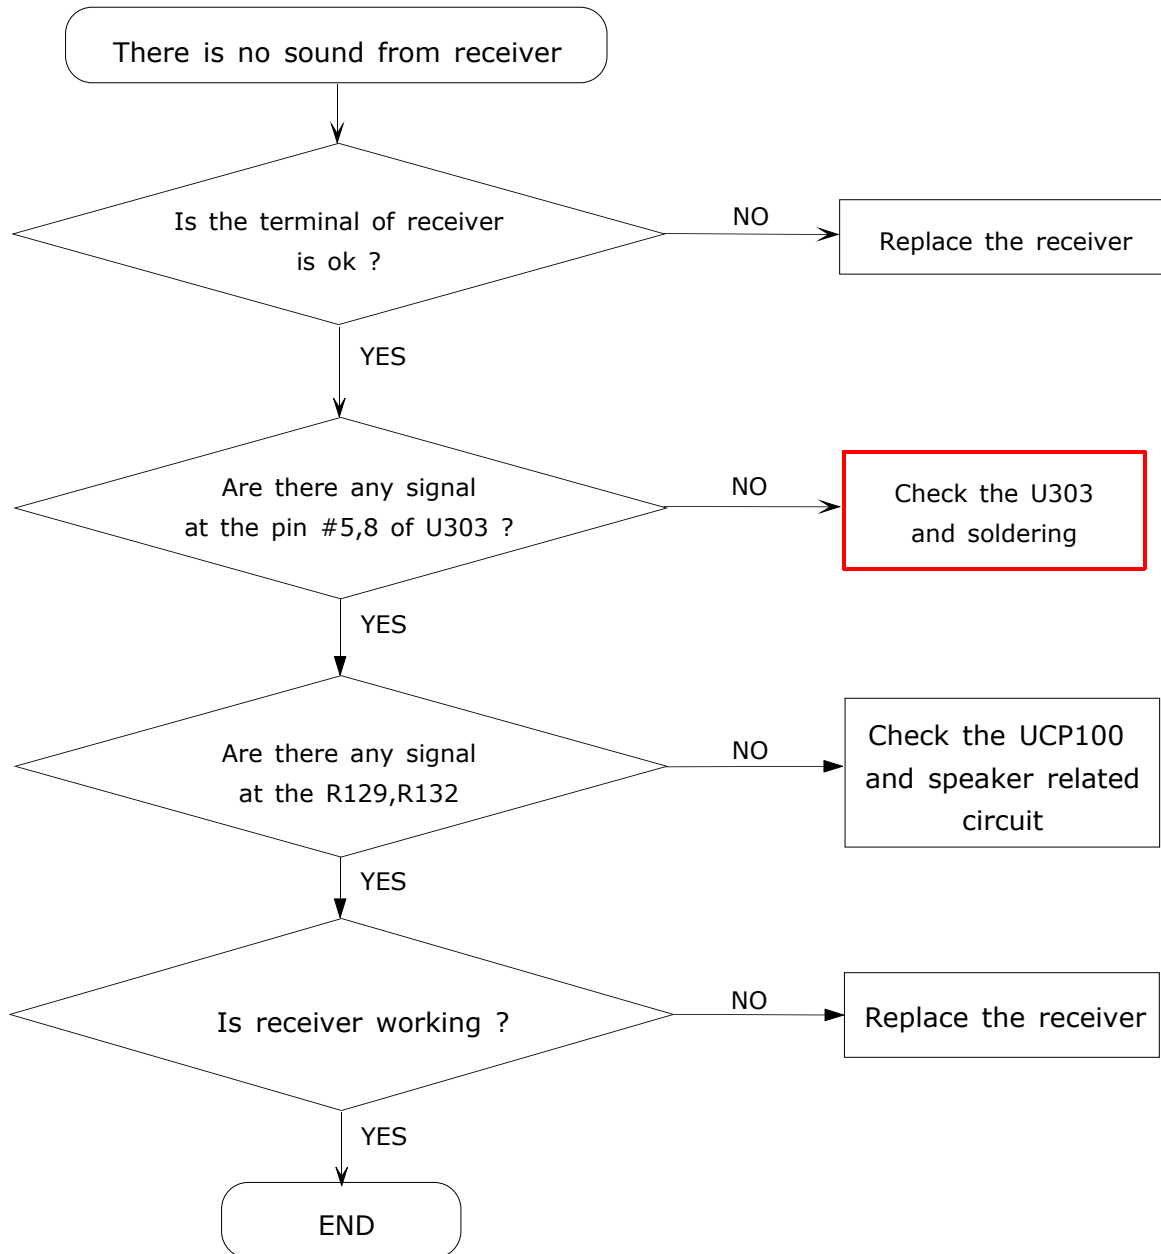 There is no sound from receiver
Is the terminal of receiver
is ok ?
NO
Replace the receiver
YES
Are there any signal
at the pin #5,8 of U303 ?
NO
Check the U303
and soldering
YES
Are there any signal
at the R129,R132
NO
Check the UCP100
and speaker related
circuit
YES
Is receiver working ?
NO
Replace the receiver
YES
END